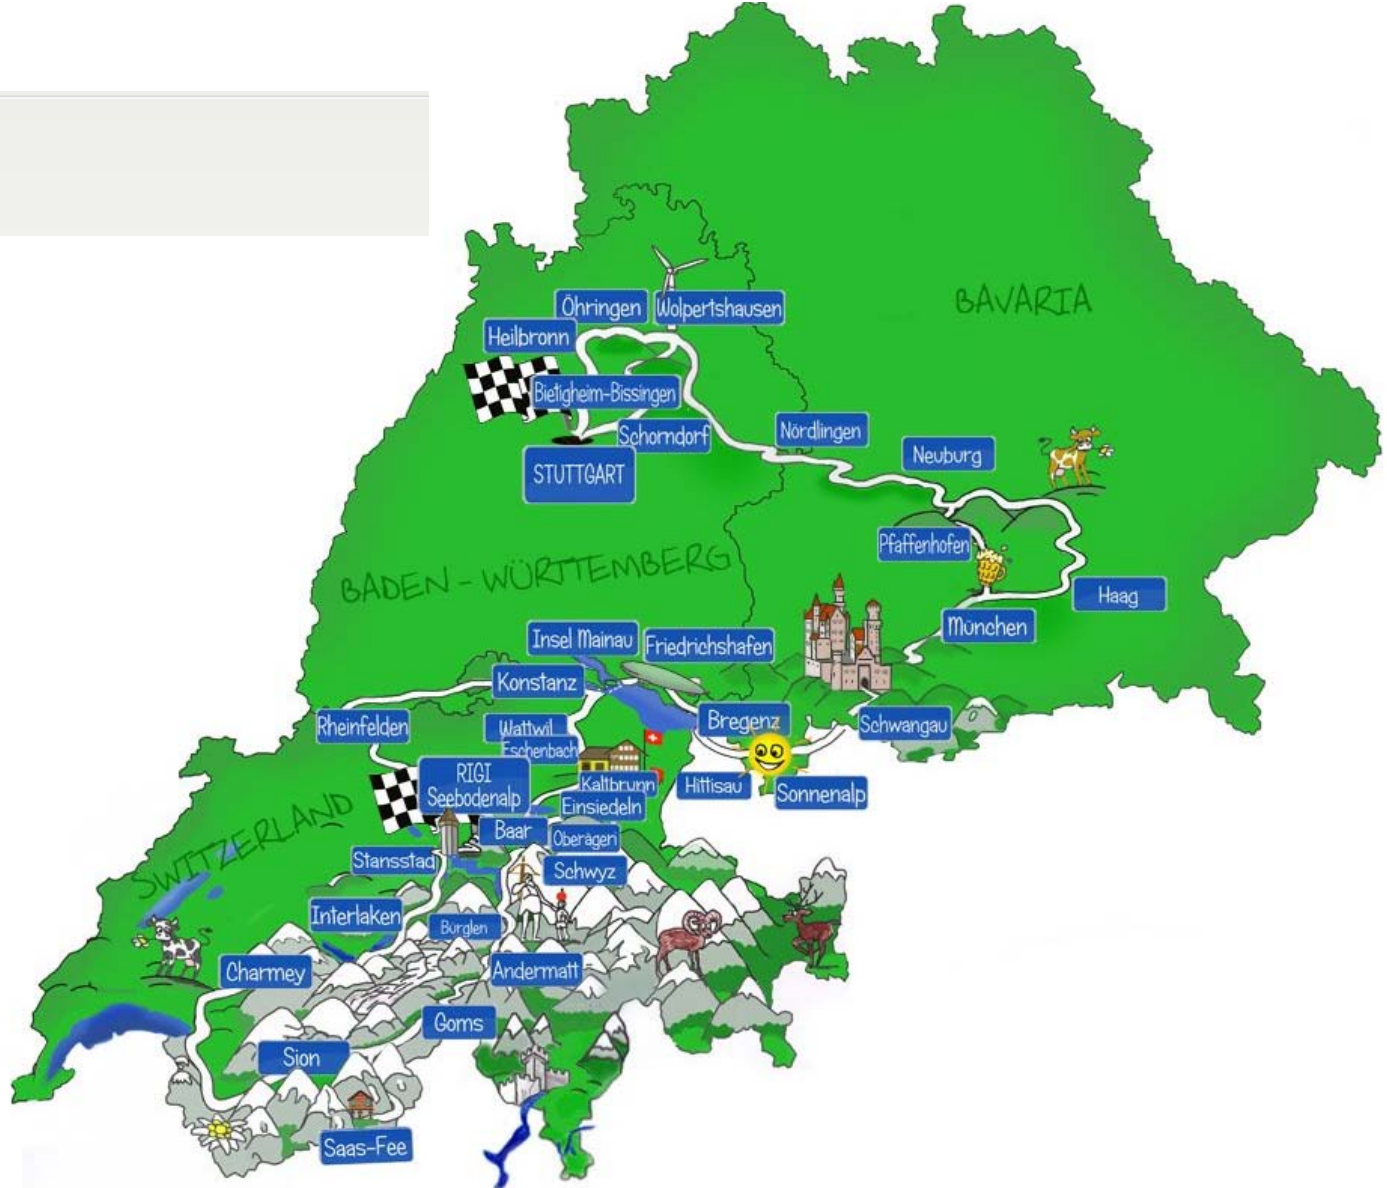 BAVARIA
Öhringen
Wolpertshausen
Heilbronn
Bietigheim-Bissingen
Schorndorf
STUTTGART
Nördlingen
Neuburg
Pfaffenhofen
Haag
München
BADEN-WÜRTTEMBERG
Insel Mainau
Friedrichshafen
Konstanz
Rheinfelden
Wattwil
Eschenbach
Bregenz
Schwangau
RIGI
Seebodenalp
Kaltbrunn
Hittisau
Sonnenalp
Einsiedeln
SWITZERLAND
Baar
Oberägeri
Stansstad
Schwyz
Interlaken
Bürglen
Charmey
Andermatt
Goms
Sion
Saas-Fee